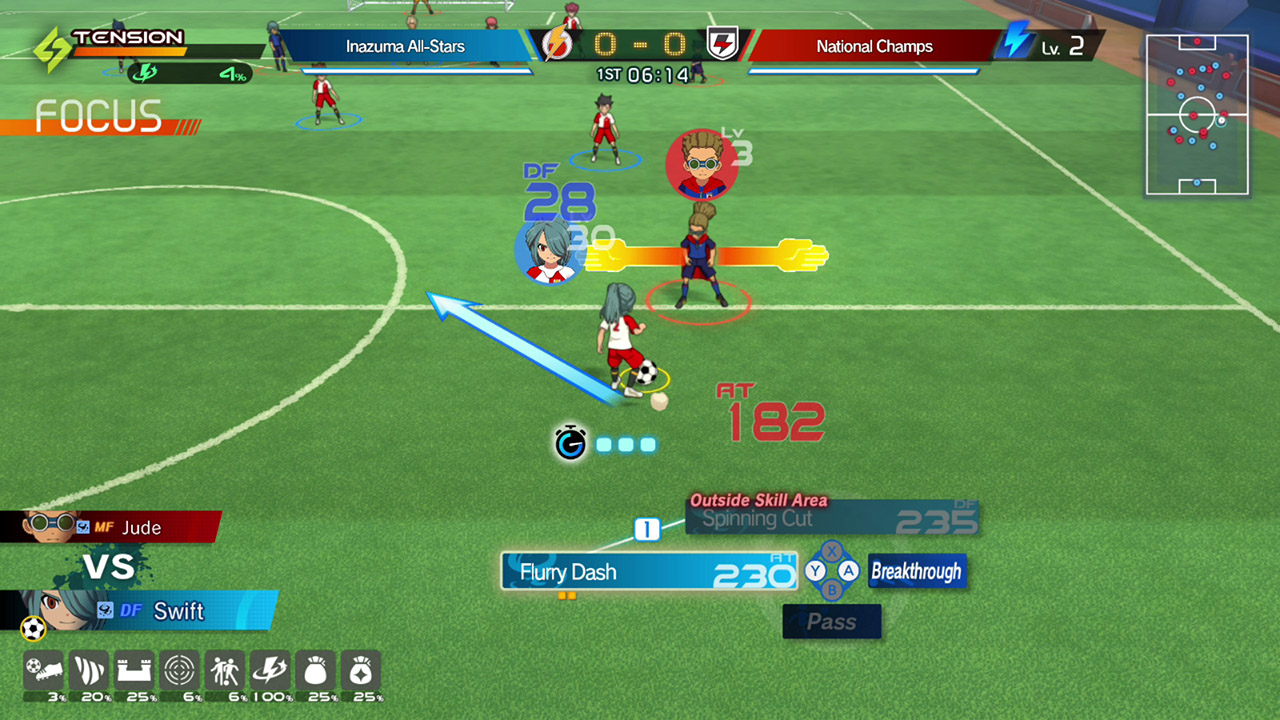 TENSION
4%
Inazuma All-Stars
0 - 0
National Champs
Lv. 2
1ST 06:14
FOCUS
Lv
3
DF
28
30
AT
182
Outside Skill Area
Spinning Cut
DF
235
1
Flurry Dash
AT
230
X
Y
A
B
Breakthrough
Pass
MF Jude
VS
DF Swift
3%
20%
25%
6%
6%
100%
25%
25%